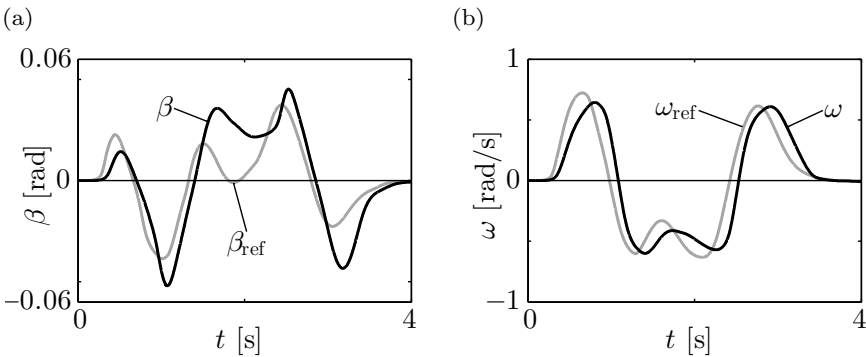 (a)
0.06
β
β [rad]
0
β_ref
−0.06
0
t [s]
4
(b)
1
ω_ref
ω
ω [rad/s]
0
−1
0
t [s]
4